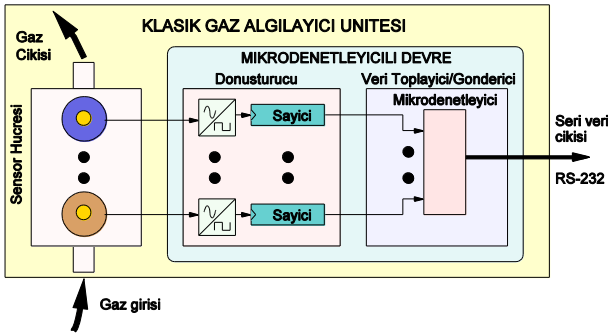 KLASIK GAZ ALGILAYICI UNITESI
Gaz
Cikisi
MIKRODENETLEYICILI DEVRE
Donusturucu
Veri Toplayici/Gonderici
Mikrodenetleyici
Sensor Hucresi
Sayici
Sayici
Seri veri
cikisi
RS-232
Gaz girisi